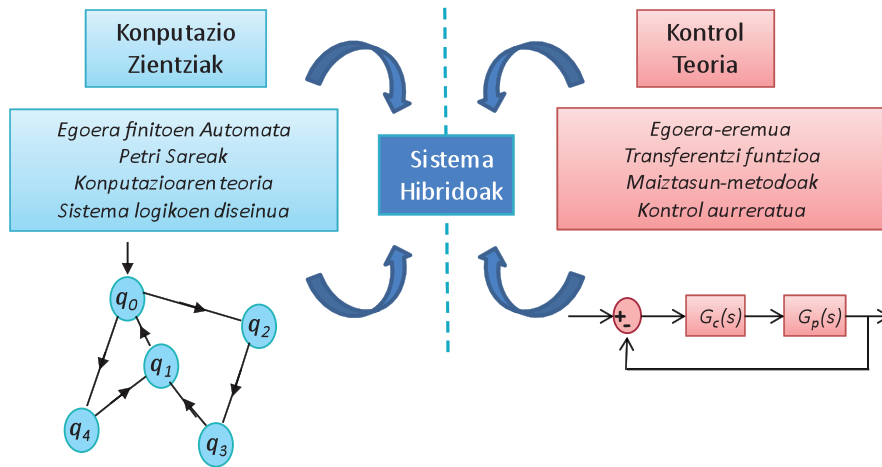 Konputazio
Zientziak
Kontrol
Teoria
Egoera finitoen Automata
Petri Sareak
Konputazioaren teoria
Sistema logikoen diseinua
Sistema
Hibridoak
Egoera-eremua
Transferentzi funtzioa
Maiztasun-metodoak
Kontrol aurreratua
q0
q2
q1
q4
q3
+
-
Gc(s)
Gp(s)